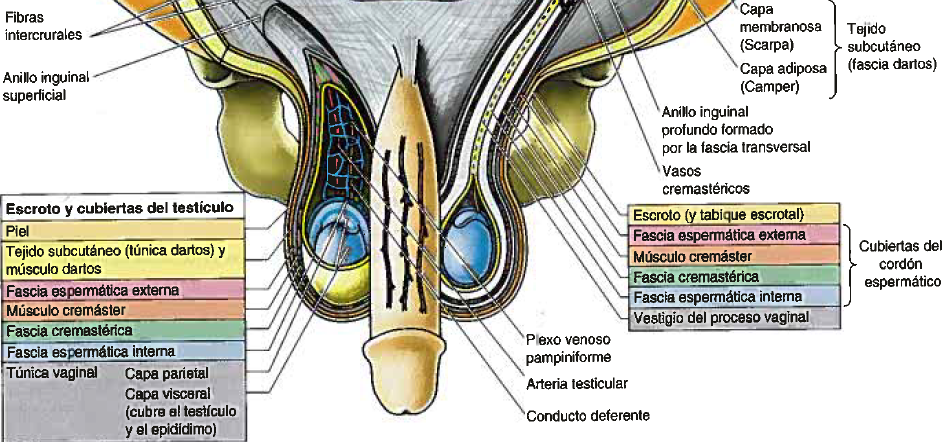 Fibras
intercrurales
Anillo inguinal
superficial
Capa
membranosa
(Scarpa)
Capa adiposa
(Camper)
Tejido
subcutáneo
(fascia dartos)
Anillo inguinal
profundo formado
por la fascia transversal
Vasos
cremastéricos
Escroto y cubiertas del testículo
Piel
Tejido subcutáneo (túnica dartos) y
músculo dartos
Fascia espermática externa
Músculo cremáster
Fascia cremastérica
Fascia espermática interna
Túnica vaginal
Capa parietal
Capa visceral
(cubre el testículo
y el epidídimo)
Escroto (y tabique escrotal)
Fascia espermática externa
Músculo cremáster
Fascia cremastérica
Fascia espermática interna
Vestigio del proceso vaginal
Cubiertas del
cordón
espermático
Plexo venoso
pampiniforme
Arteria testicular
Conducto deferente